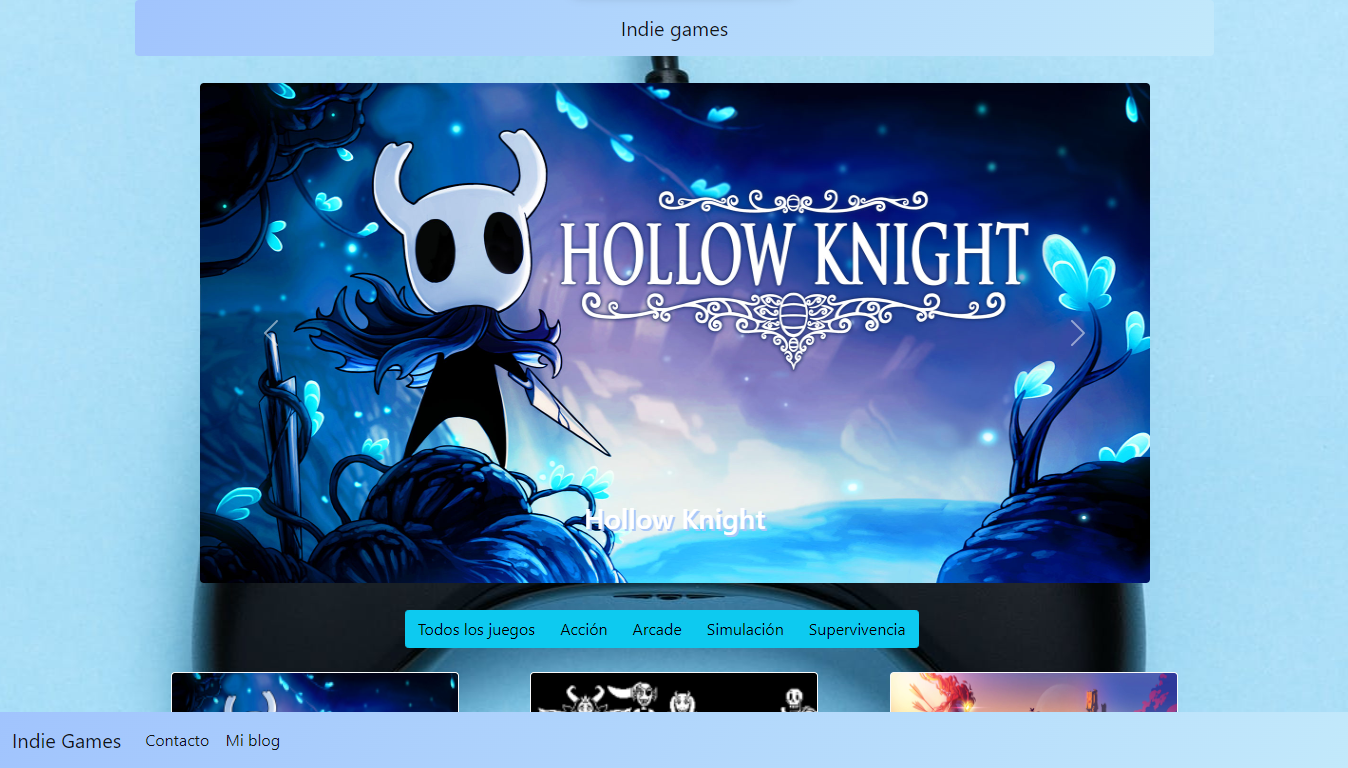 Indie games
HOLLOW KNIGHT
Hollow Knight
Todos los juegos Acción Arcade Simulación Supervivencia
Indie Games Contacto Mi blog